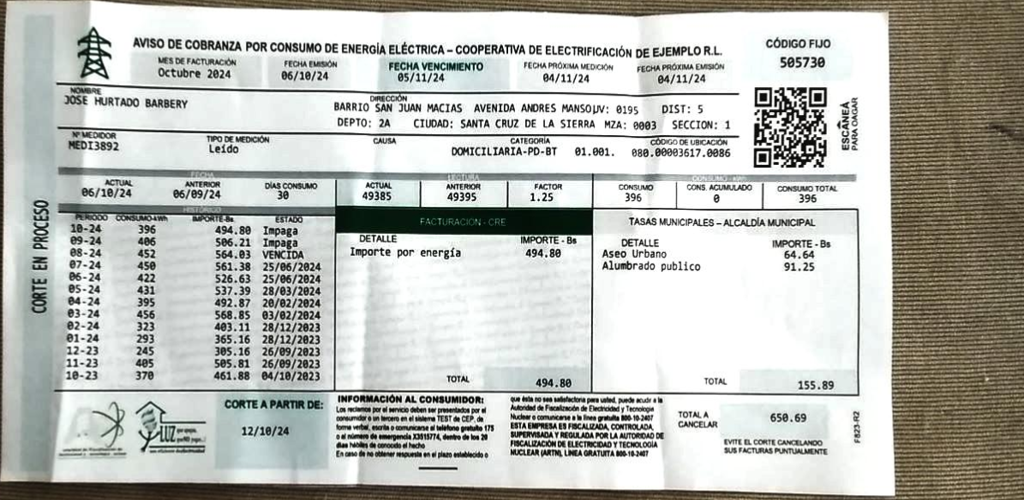 AVISO DE COBRANZA POR CONSUMO DE ENERGÍA ELÉCTRICA – COOPERATIVA DE ELECTRIFICACIÓN DE EJEMPLO R.L.
CÓDIGO FIJO
505730
MES DE FACTURACIÓN FECHA EMISIÓN FECHA VENCIMIENTO FECHA PRÓXIMA MEDICIÓN FECHA PRÓXIMA EMISIÓN
Octubre 2024 06/10/24 05/11/24 04/11/24 04/11/24
NOMBRE DIRECCIÓN
JOSE HURTADO BARBERY BARRIO SAN JUAN MACIAS AVENIDA ANDRES MANSOUV: 0195 DIST: 5
DEPTO: 2A CIUDAD: SANTA CRUZ DE LA SIERRA MZA: 0003 SECCION: 1
ESCANÉA PARA PAGAR
Nº MEDIDOR TIPO DE MEDICIÓN CAUSA CATEGORÍA CÓDIGO DE UBICACIÓN
MEDI3892 Leído DOMICILIARIA-PD-BT 01.001. 080.00003617.0086
FECHA LECTURA CONSUMO - kWh
ACTUAL ANTERIOR DÍAS CONSUMO ACTUAL ANTERIOR FACTOR CONSUMO CONS. ACUMULADO CONSUMO TOTAL
06/10/24 06/09/24 30 49385 49395 1.25 396 0 396
CORTE EN PROCESO
HISTÓRICO
PERIODO CONSUMO-kWh IMPORTE-Bs. ESTADO
10-24 396 494.80 Impaga
09-24 406 506.21 Impaga
08-24 452 564.03 VENCIDA
07-24 450 561.38 25/06/2024
06-24 422 526.63 25/06/2024
05-24 431 537.39 28/03/2024
04-24 395 492.87 20/02/2024
03-24 456 568.85 03/02/2024
02-24 323 403.11 28/12/2023
01-24 293 365.16 28/12/2023
12-23 245 305.16 26/09/2023
11-23 405 505.81 26/09/2023
10-23 370 461.88 04/10/2023
FACTURACION - CRE
DETALLE IMPORTE - Bs
Importe por energía 494.80
TOTAL 494.80
TASAS MUNICIPALES – ALCALDÍA MUNICIPAL
DETALLE IMPORTE - Bs
Aseo Urbano 64.64
Alumbrado publico 91.25
TOTAL 155.89
LUZ
CORTE A PARTIR DE:
12/10/24
INFORMACIÓN AL CONSUMIDOR:
Los reclamos por el servicio deben ser presentados por el
consumidor o un tercero en el sistema TEST de CEP, de
forma verbal, escrita o comunicarse al teléfono gratuito 175
o al número de emergencia X3815774, dentro de los 20
días hábiles de conocido el hecho
En caso de no obtener respuesta en el plazo establecido o
que ésta no sea satisfactoria para usted, puede acudir a la
Autoridad de Fiscalización de Electricidad y Tecnología
Nuclear o comunicarse a la línea gratuita 800-10-2407
ESTA EMPRESA ES FISCALIZADA, CONTROLADA,
SUPERVISADA Y REGULADA POR LA AUTORIDAD DE
FISCALIZACIÓN DE ELECTRICIDAD Y TECNOLOGÍA
NUCLEAR (ARTN), LÍNEA GRATUITA 800-10-2407
TOTAL A CANCELAR 650.69
EVITE EL CORTE CANCELANDO
SUS FACTURAS PUNTUALMENTE
F823-R2